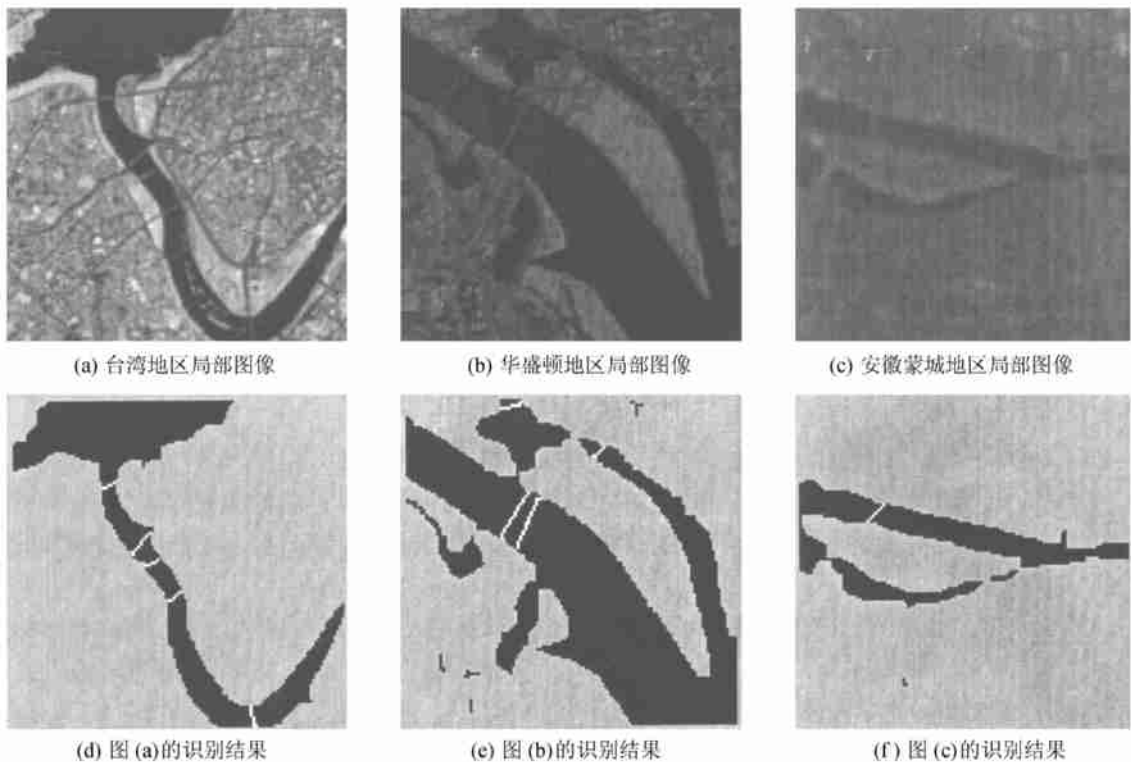 (a) 台湾地区局部图像
(b) 华盛顿地区局部图像
(c) 安徽蒙城地区局部图像
(d) 图 (a)的识别结果
(e) 图 (b)的识别结果
(f) 图 (c)的识别结果